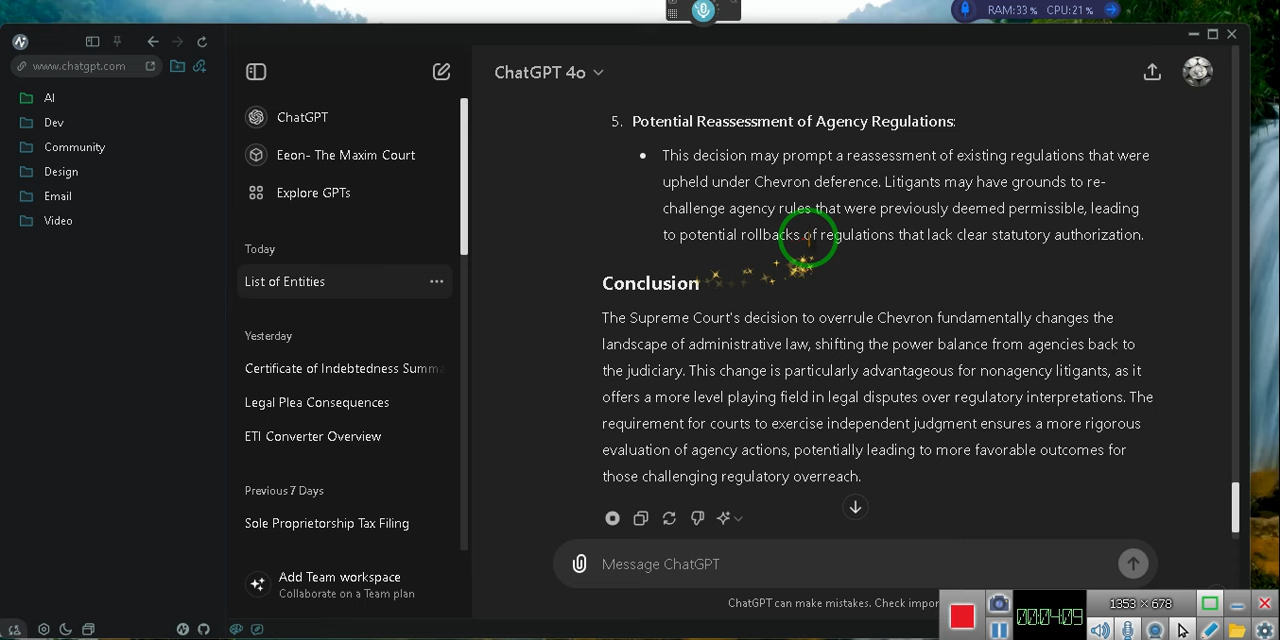 RAM:33% CPU:21%
www.chatgpt.com
AI
Dev
Community
Design
Email
Video
ChatGPT
Eeon- The Maxim Court
Explore GPTs
Today
List of Entities
Yesterday
Certificate of Indebtedness Summa
Legal Plea Consequences
ETI Converter Overview
Previous 7 Days
Sole Proprietorship Tax Filing
Add Team workspace
Collaborate on a Team plan
ChatGPT 4o
5. Potential Reassessment of Agency Regulations:
• This decision may prompt a reassessment of existing regulations that were
upheld under Chevron deference. Litigants may have grounds to re-
challenge agency rules that were previously deemed permissible, leading
to potential rollbacks of regulations that lack clear statutory authorization.
Conclusion
The Supreme Court's decision to overrule Chevron fundamentally changes the
landscape of administrative law, shifting the power balance from agencies back to
the judiciary. This change is particularly advantageous for nonagency litigants, as it
offers a more level playing field in legal disputes over regulatory interpretations. The
requirement for courts to exercise independent judgment ensures a more rigorous
evaluation of agency actions, potentially leading to more favorable outcomes for
those challenging regulatory overreach.
Message ChatGPT
ChatGPT can make mistakes. Check impor
00:04:09
1353 × 678